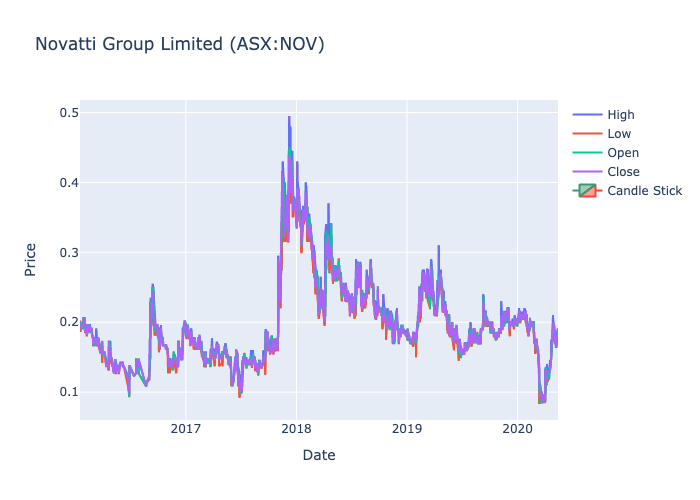 Novatti Group Limited (ASX:NOV)
0.5
0.4
0.3
0.2
0.1
Price
2017
2018
2019
2020
Date
High
Low
Open
Close
Candle Stick